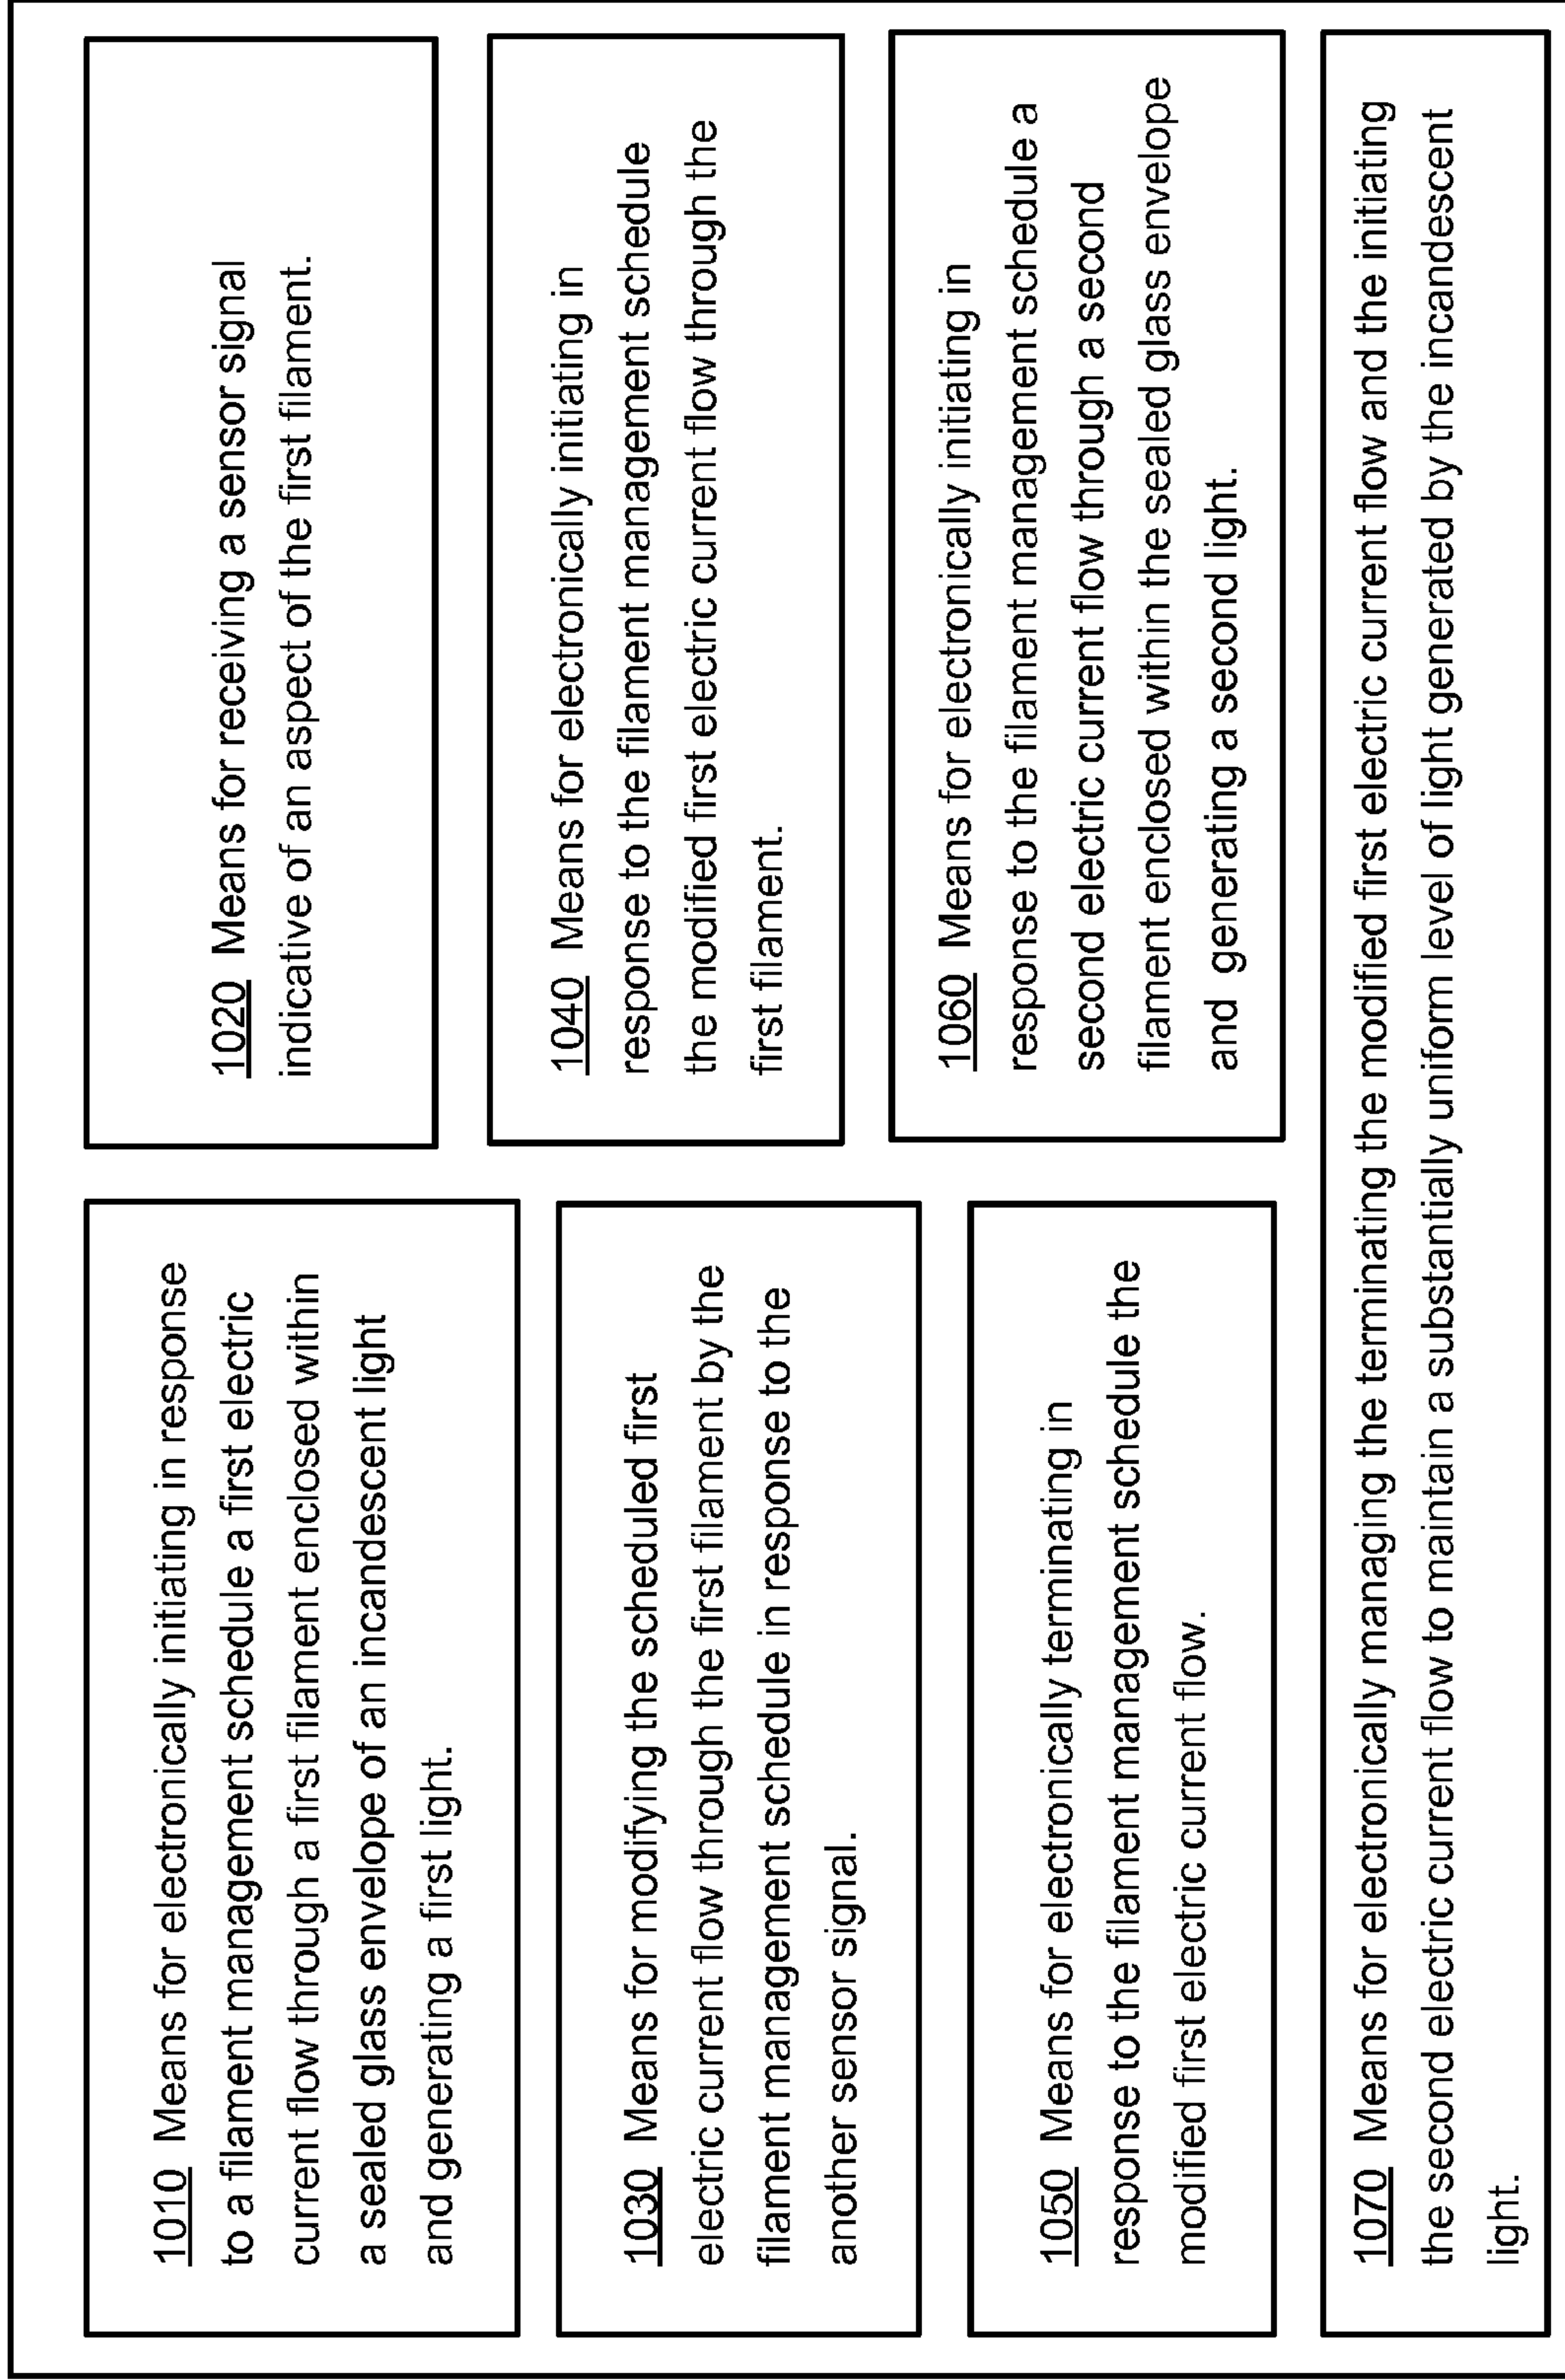 1010 Means for electronically initiating in response
to a filament management schedule a first electric
current flow through a first filament enclosed within
a sealed glass envelope of an incandescent light
and generating a first light.
1020 Means for receiving a sensor signal
indicative of an aspect of the first filament.
1030 Means for modifying the scheduled first
electric current flow through the first filament by the
filament management schedule in response to the
another sensor signal.
1040 Means for electronically initiating in
response to the filament management schedule
the modified first electric current flow through the
first filament.
1050 Means for electronically terminating in
response to the filament management schedule the
modified first electric current flow.
1060 Means for electronically initiating in
response to the filament management schedule a
second electric current flow through a second
filament enclosed within the sealed glass envelope
and generating a second light.
1070 Means for electronically managing the terminating the modified first electric current flow and the initiating
the second electric current flow to maintain a substantially uniform level of light generated by the incandescent
light.